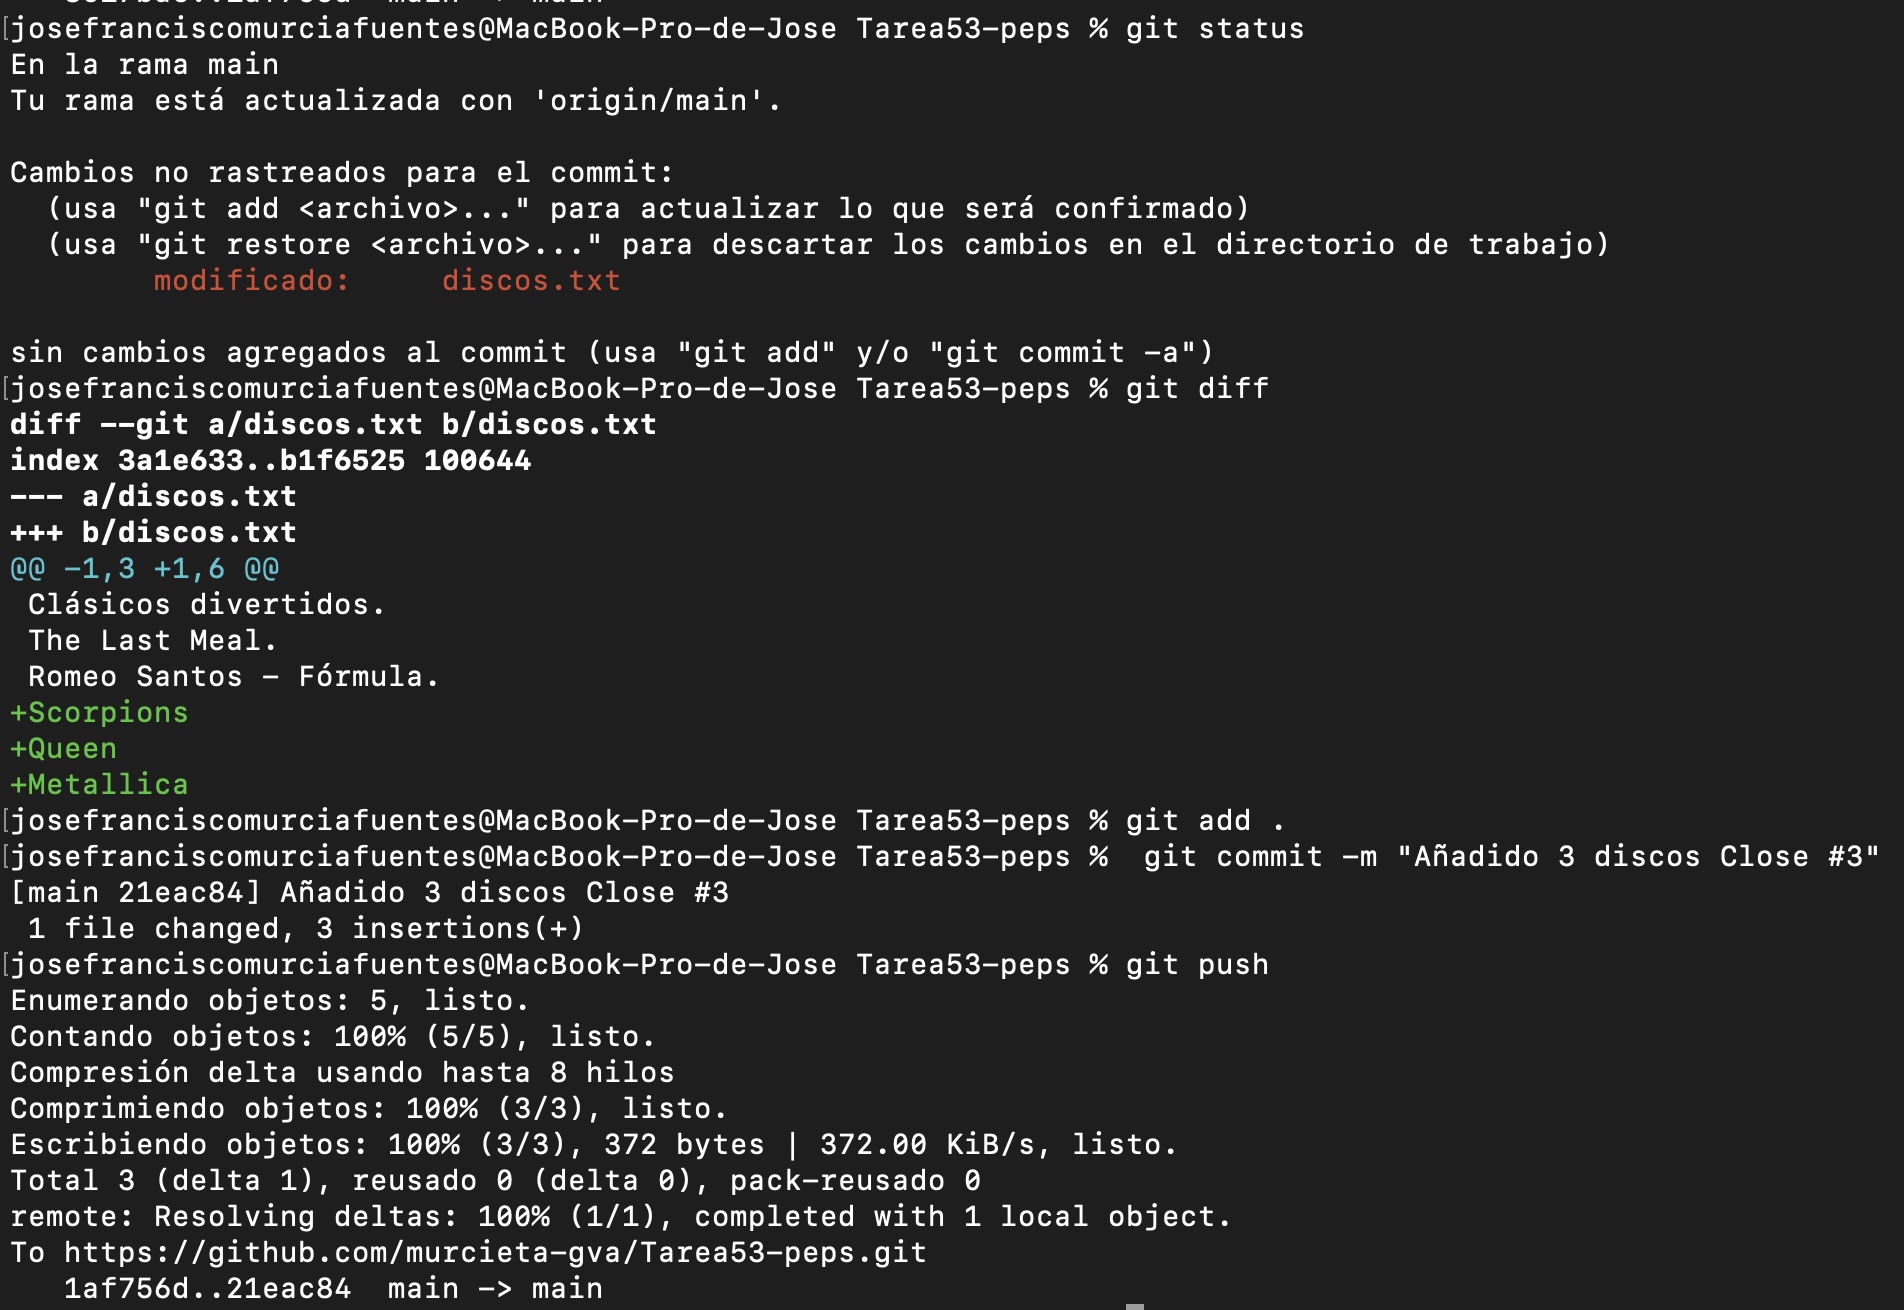 josefranciscomurciafuentes@MacBook-Pro-de-Jose Tarea53-peps % git status
En la rama main
Tu rama está actualizada con 'origin/main'.
Cambios no rastreados para el commit:
(usa "git add <archivo>..." para actualizar lo que será confirmado)
(usa "git restore <archivo>..." para descartar los cambios en el directorio de trabajo)
modificado: discos.txt
sin cambios agregados al commit (usa "git add" y/o "git commit -a")
[josefranciscomurciafuentes@MacBook-Pro-de-Jose Tarea53-peps % git diff
diff --git a/discos.txt b/discos.txt
index 3a1e633..b1f6525 100644
--- a/discos.txt
+++ b/discos.txt
@@ -1,3 +1,6 @@
Clásicos divertidos.
The Last Meal.
Romeo Santos - Fórmula.
+Scorpions
+Queen
+Metallica
[josefranciscomurciafuentes@MacBook-Pro-de-Jose Tarea53-peps % git add .
[josefranciscomurciafuentes@MacBook-Pro-de-Jose Tarea53-peps %  git commit -m "Añadido 3 discos Close #3"
[main 21eac84] Añadido 3 discos Close #3
1 file changed, 3 insertions(+)
[josefranciscomurciafuentes@MacBook-Pro-de-Jose Tarea53-peps % git push
Enumerando objetos: 5, listo.
Contando objetos: 100% (5/5), listo.
Compresión delta usando hasta 8 hilos
Comprimiendo objetos: 100% (3/3), listo.
Escribiendo objetos: 100% (3/3), 372 bytes | 372.00 KiB/s, listo.
Total 3 (delta 1), reusado 0 (delta 0), pack-reusado 0
remote: Resolving deltas: 100% (1/1), completed with 1 local object.
To https://github.com/murcieta-gva/Tarea53-peps.git
1af756d..21eac84  main -> main